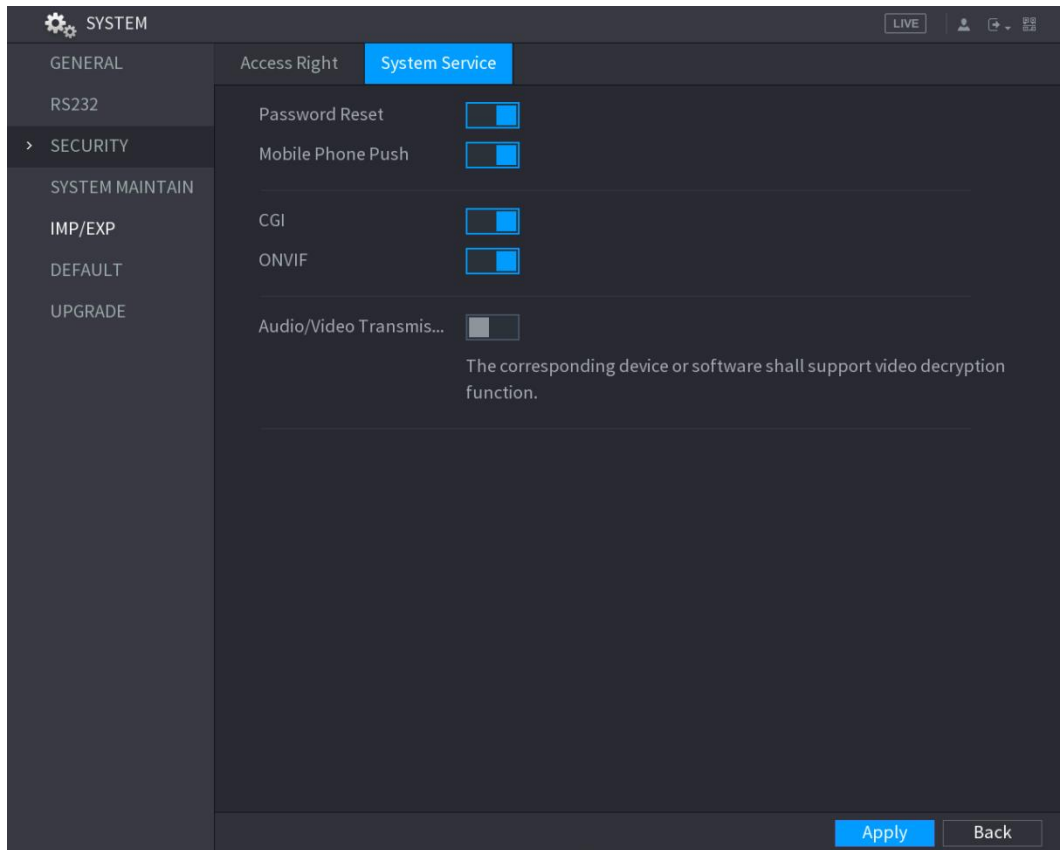 SYSTEM
LIVE
GENERAL
RS232
SECURITY
SYSTEM MAINTAIN
IMP/EXP
DEFAULT
UPGRADE
Access Right System Service
Password Reset
Mobile Phone Push
CGI
ONVIF
Audio/Video Transmis...
The corresponding device or software shall support video decryption
function.
Apply Back